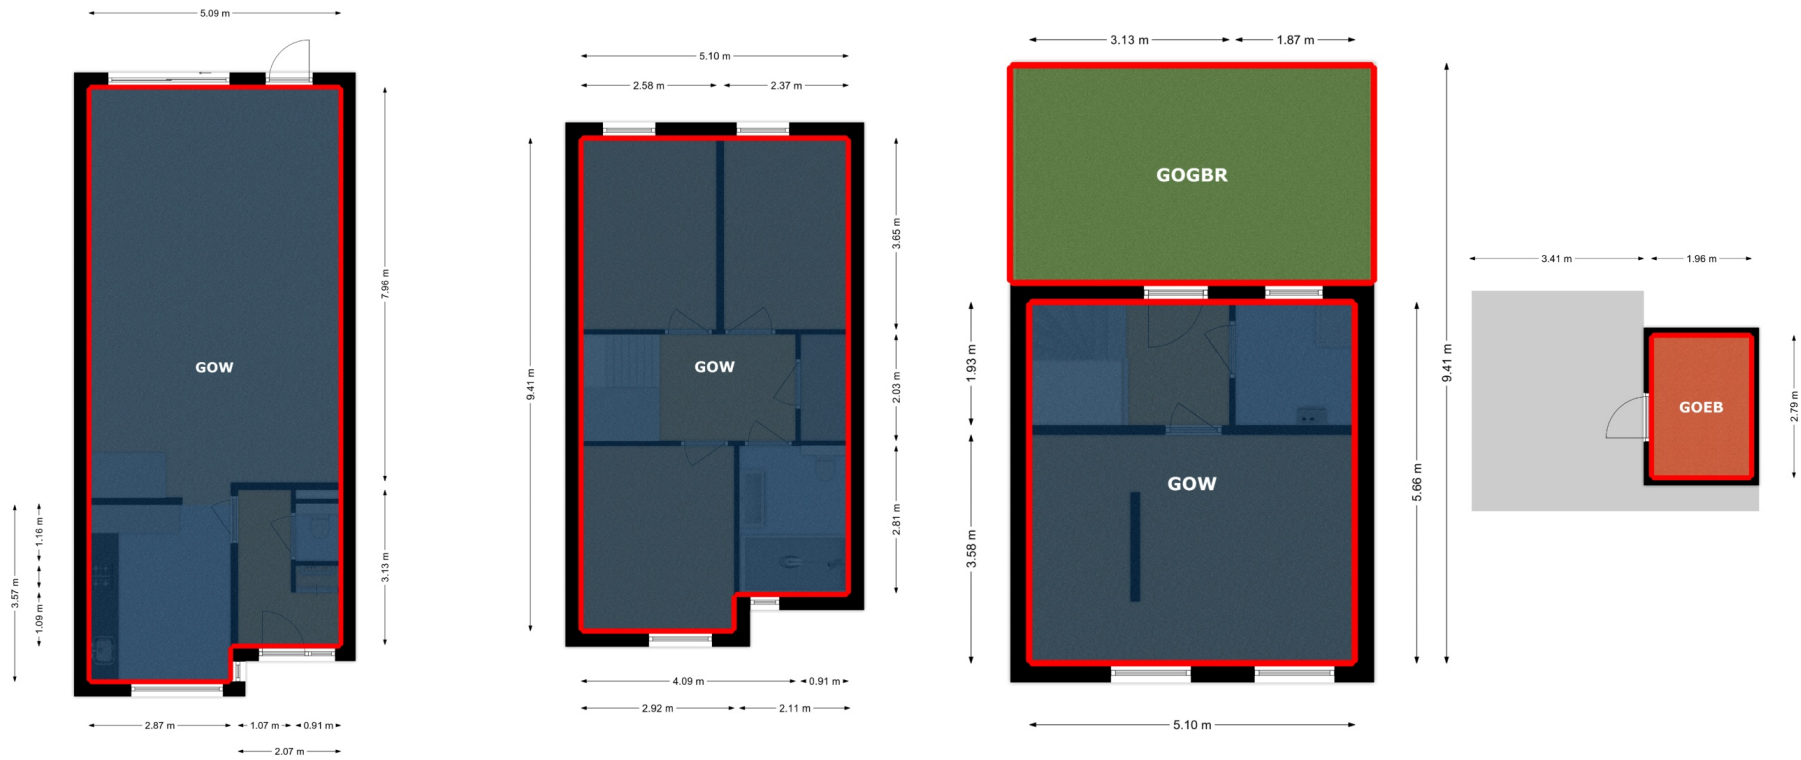 5.09 m
7.96 m
GOW
3.57 m
1.16 m
1.09 m
3.13 m
2.87 m
1.07 m
0.91 m
2.07 m
5.10 m
2.58 m
2.37 m
9.41 m
3.65 m
GOW
2.03 m
2.81 m
4.09 m
0.91 m
2.92 m
2.11 m
3.13 m
1.87 m
GOGBR
9.41 m
1.93 m
5.66 m
GOW
3.58 m
5.10 m
3.41 m
1.96 m
GOEB
2.79 m